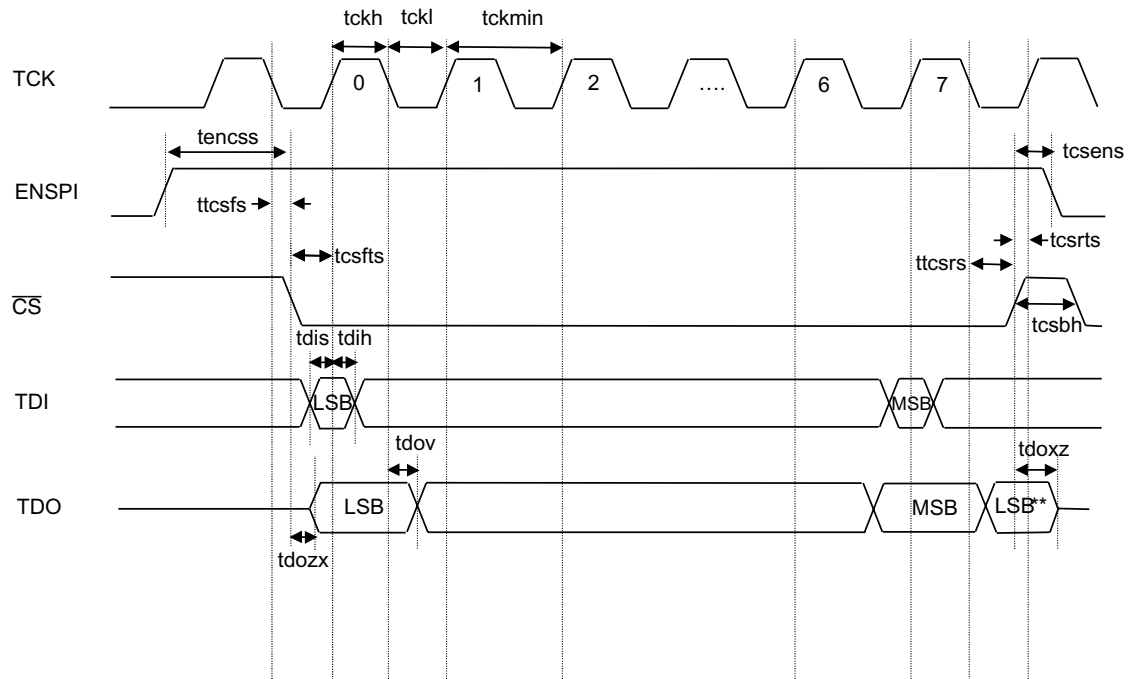 tckh tckl tckmin
TCK 0 1 2 .... 6 7
tencss tcsens
ENSPI
ttcsfs
tcsfts ttcsrs tcsrts
C̅S̅
tcsbh
tdis tdih
TDI LSB MSB
tdov tdoxz
TDO LSB MSB LSB**
tdozx